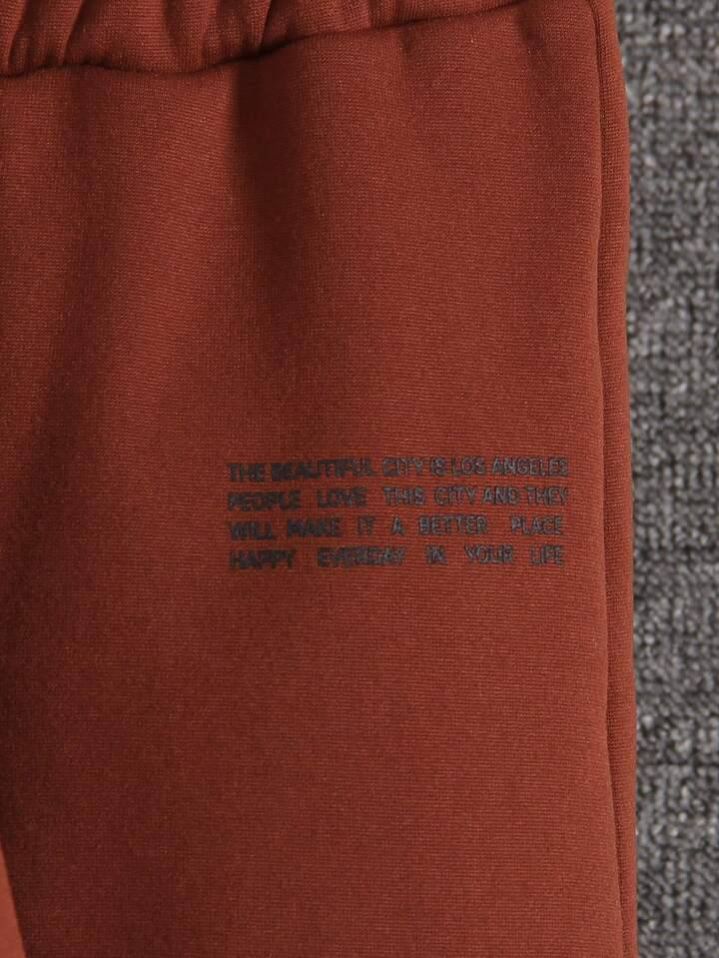 THE BEAUTIFUL CITY IS LOS ANGELES
PEOPLE LOVE THIS CITY AND THEY
WILL MAKE IT A BETTER PLACE
HAPPY EVERDAY IN YOUR LIFE